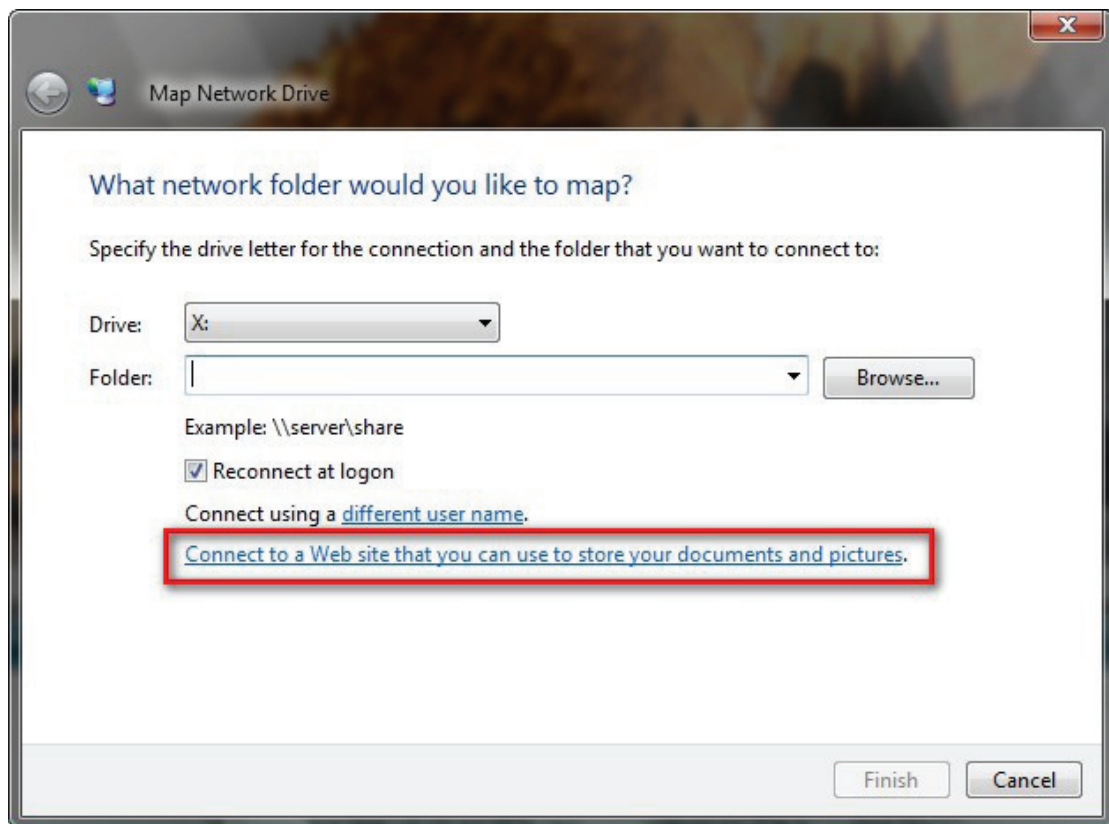 Map Network Drive
What network folder would you like to map?
Specify the drive letter for the connection and the folder that you want to connect to:
Drive: X:
Folder: Browse...
Example: \\server\share
Reconnect at logon
Connect using a different user name.
Connect to a Web site that you can use to store your documents and pictures.
Finish Cancel